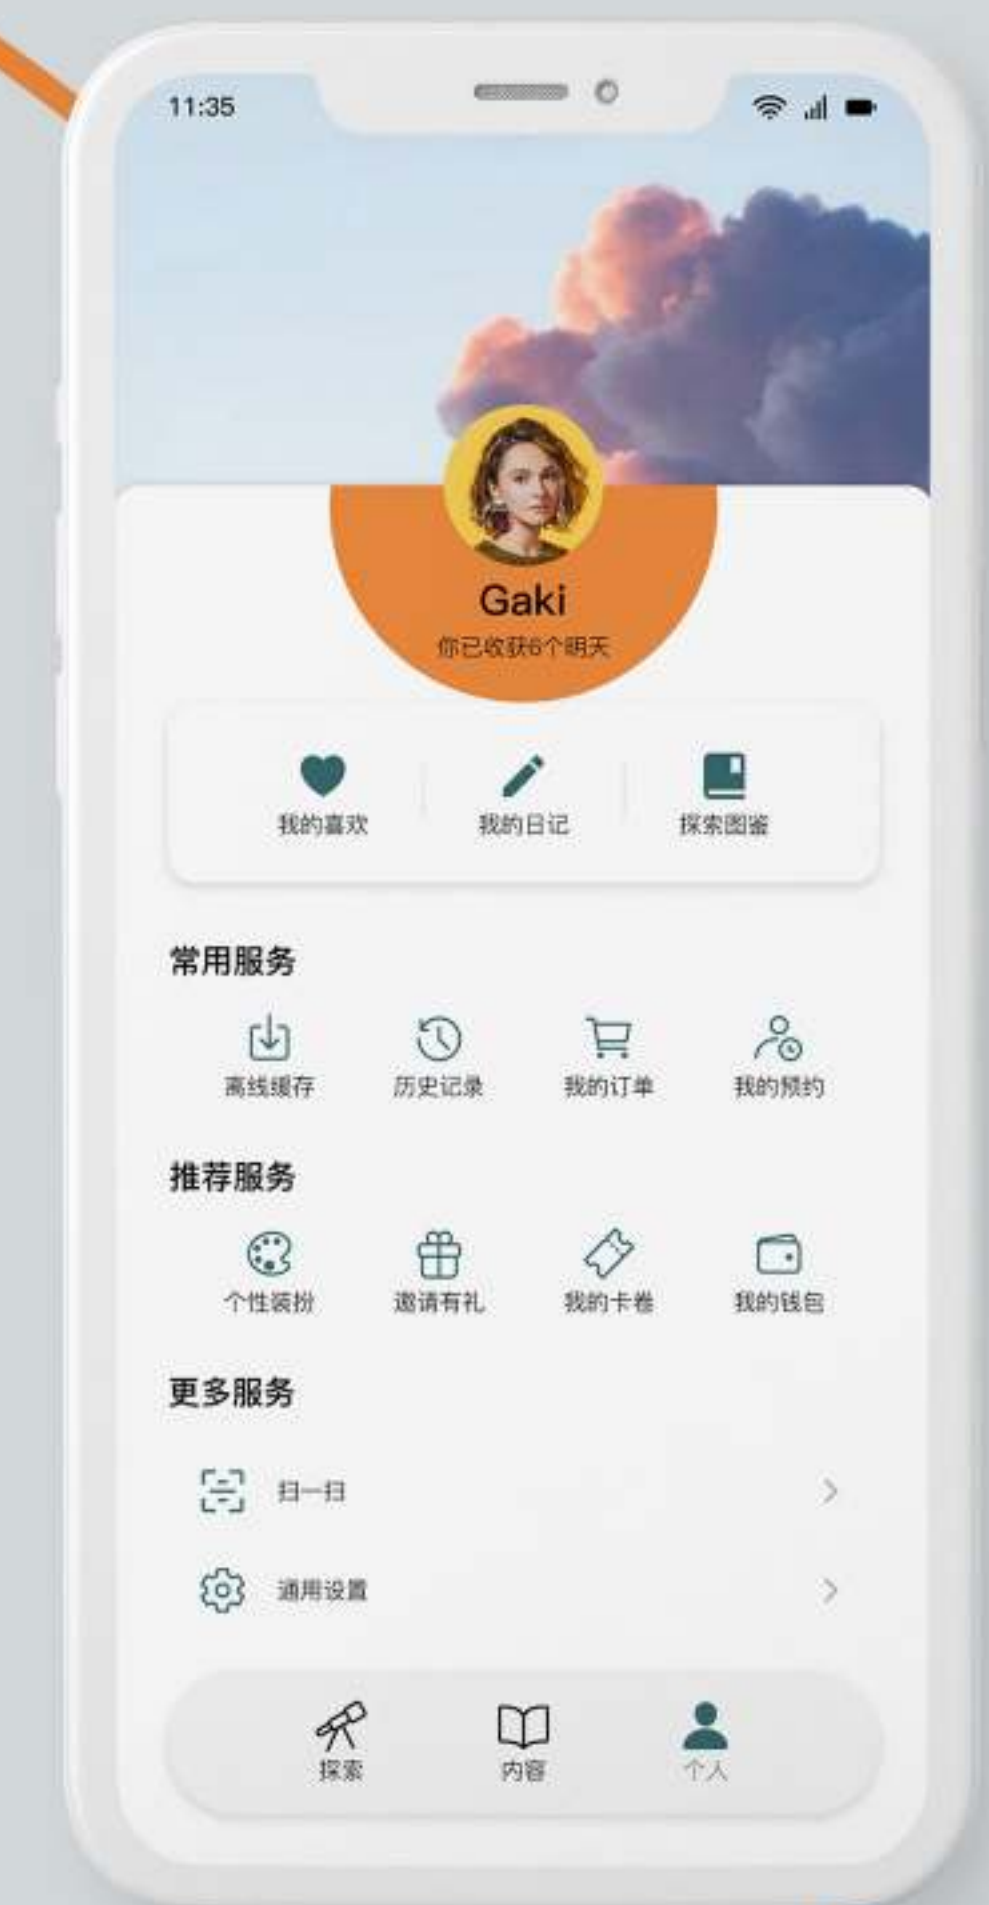 11:35
Gaki
你已收获6个明天
我的喜欢 我的日记 探索图鉴
常用服务
离线缓存 历史记录 我的订单 我的预约
推荐服务
个性装扮 邀请有礼 我的卡卷 我的钱包
更多服务
扫一扫
通用设置
探索 内容 个人